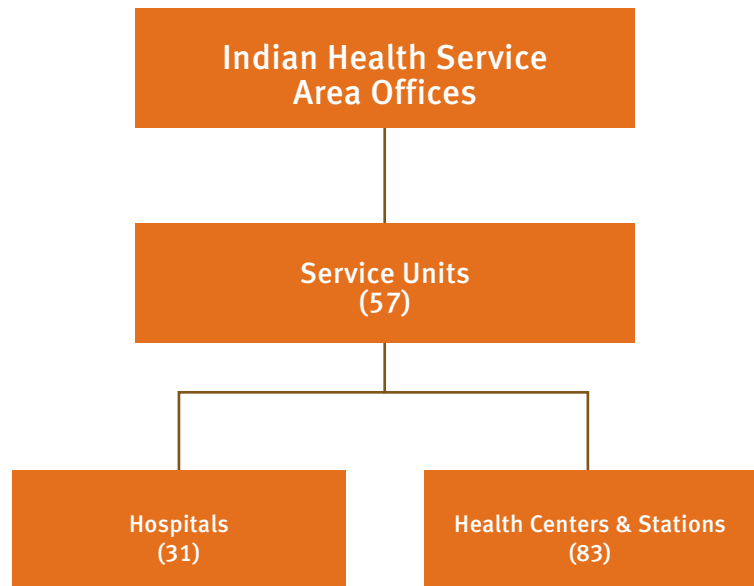 Indian Health Service
Area Offices
Service Units
(57)
Hospitals
(31)
Health Centers & Stations
(83)